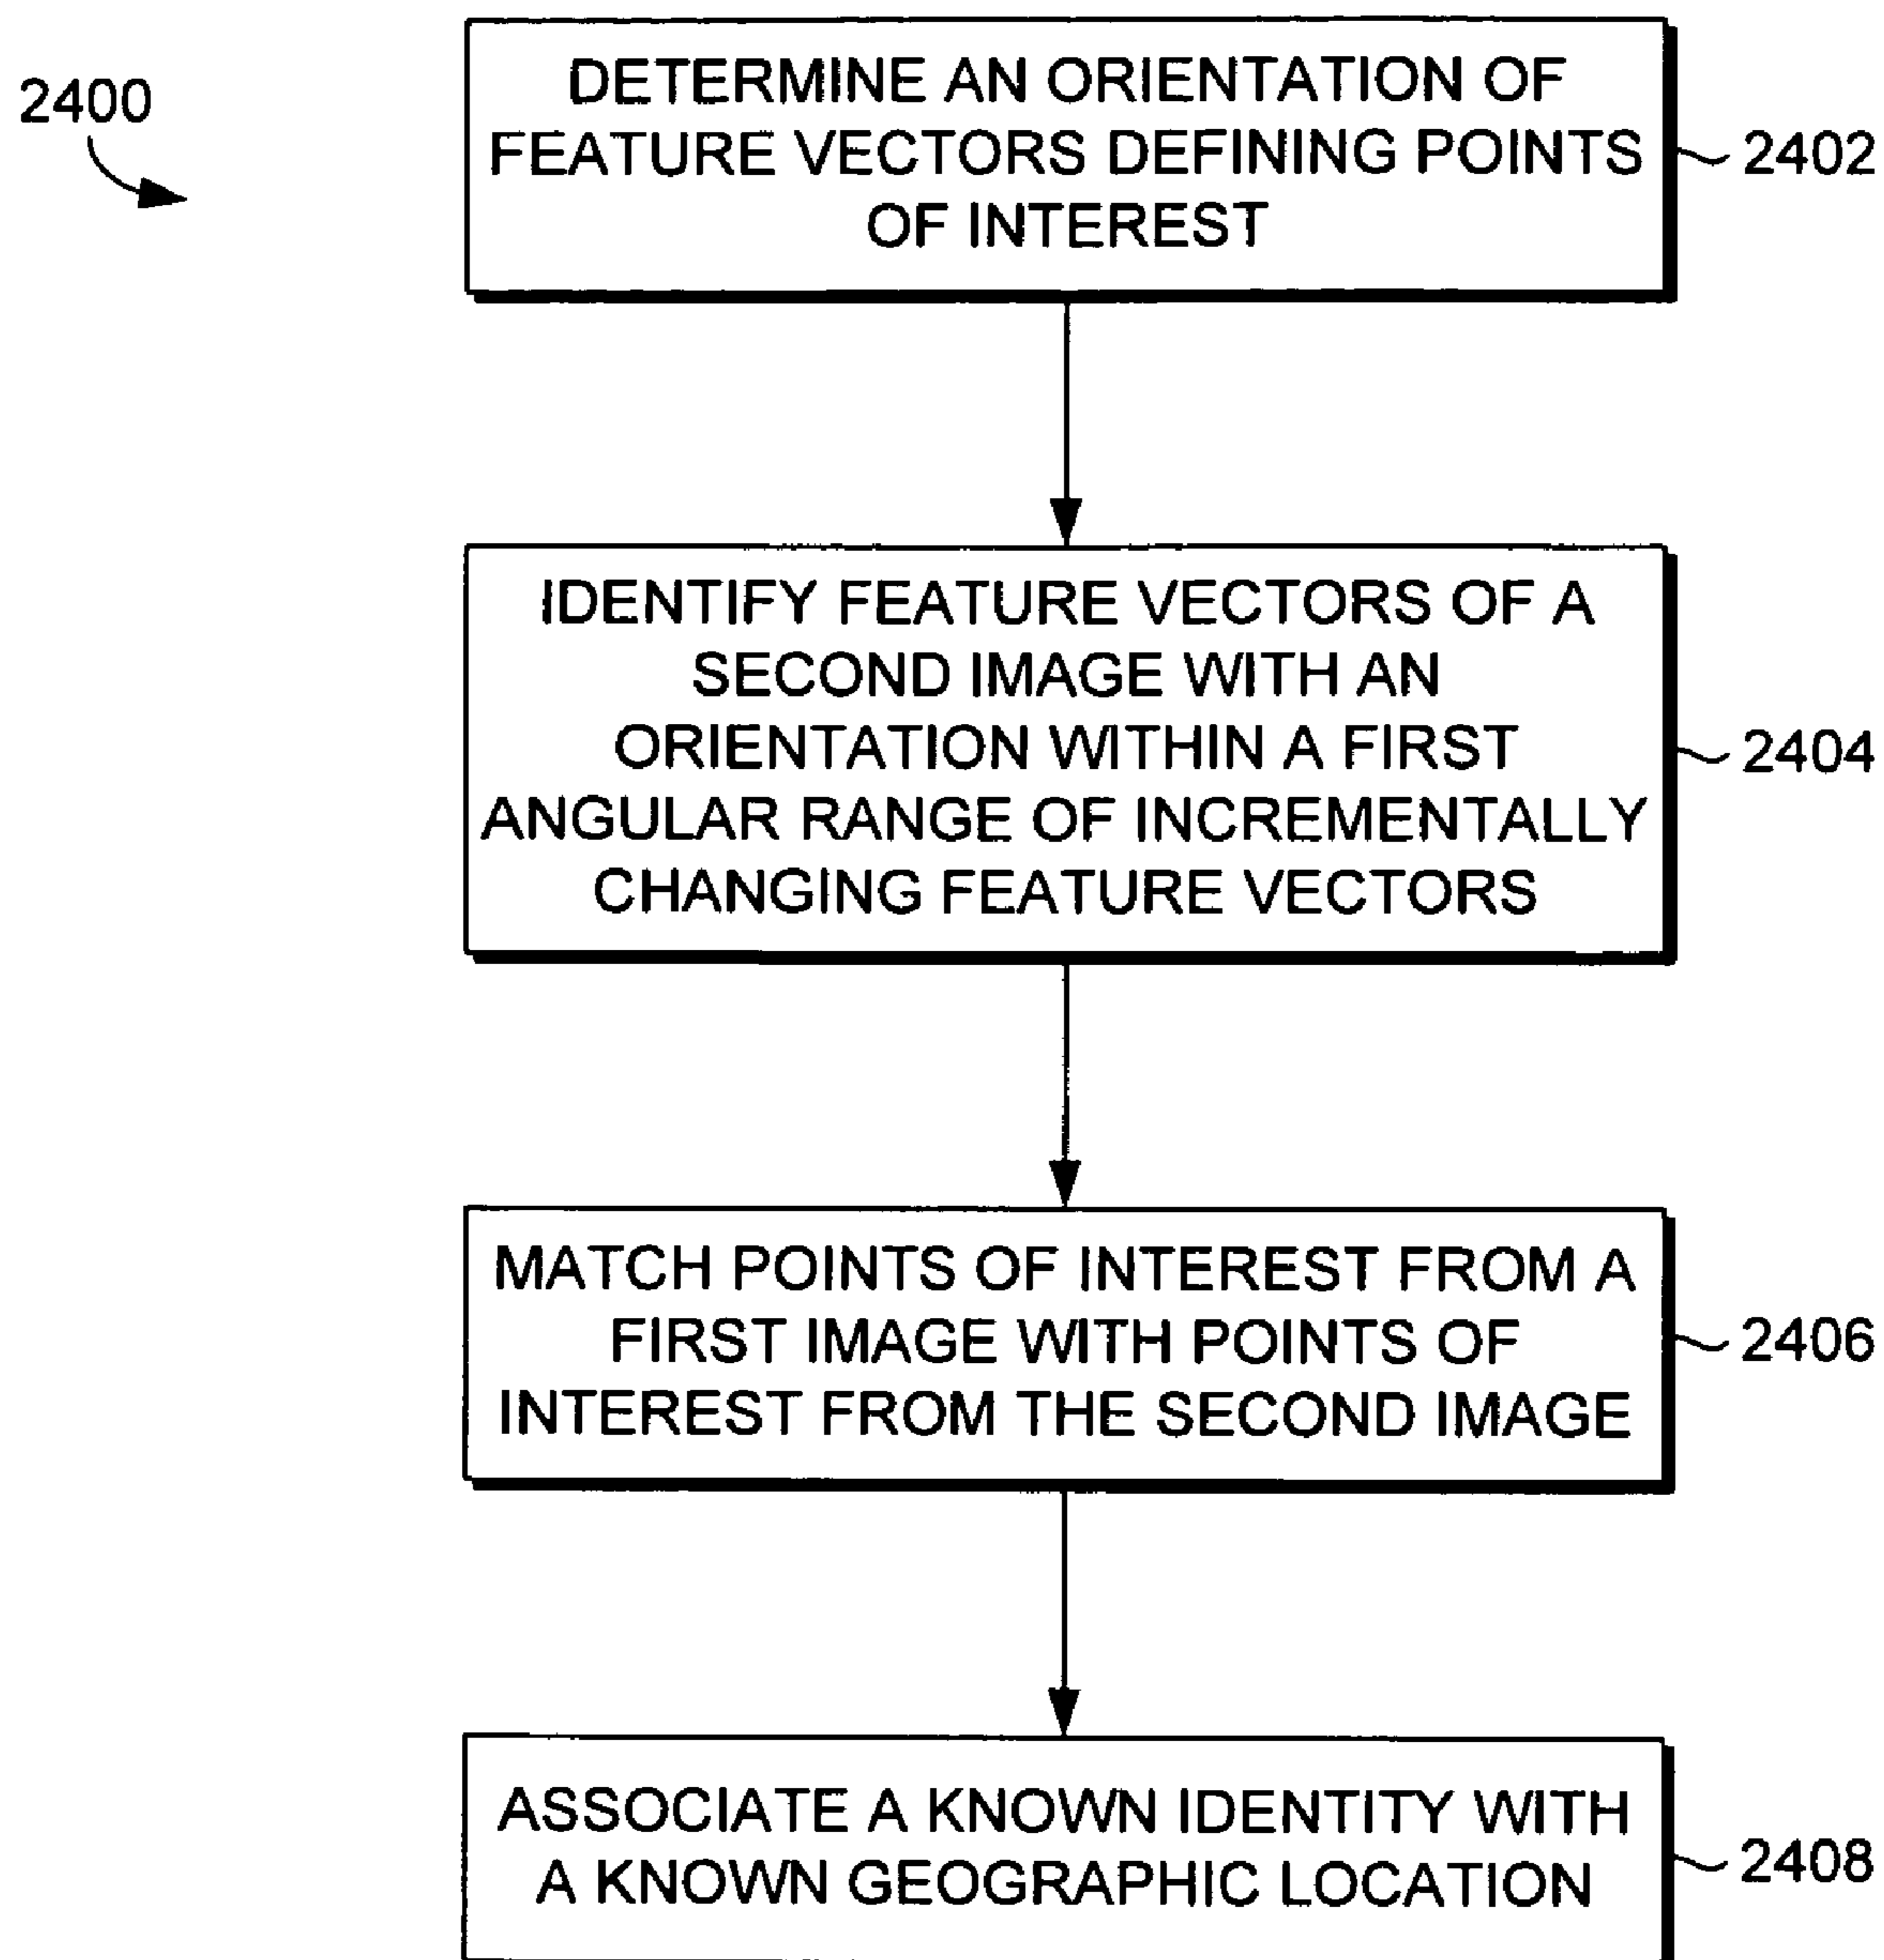 2400
DETERMINE AN ORIENTATION OF
FEATURE VECTORS DEFINING POINTS
OF INTEREST
2402
IDENTIFY FEATURE VECTORS OF A
SECOND IMAGE WITH AN
ORIENTATION WITHIN A FIRST
ANGULAR RANGE OF INCREMENTALLY
CHANGING FEATURE VECTORS
2404
MATCH POINTS OF INTEREST FROM A
FIRST IMAGE WITH POINTS OF
INTEREST FROM THE SECOND IMAGE
2406
ASSOCIATE A KNOWN IDENTITY WITH
A KNOWN GEOGRAPHIC LOCATION
2408